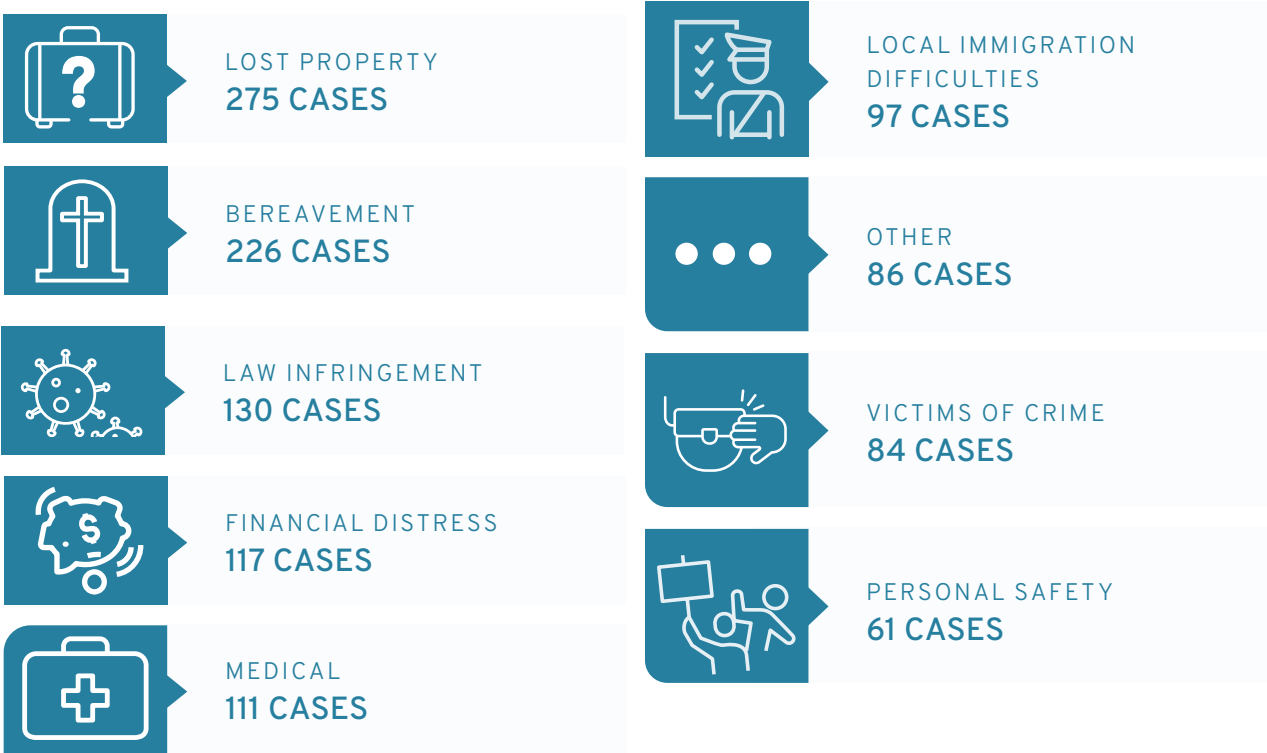 LOST PROPERTY
275 CASES
BEREAVEMENT
226 CASES
LAW INFRINGEMENT
130 CASES
$
FINANCIAL DISTRESS
117 CASES
MEDICAL
111 CASES
LOCAL IMMIGRATION
DIFFICULTIES
97 CASES
OTHER
86 CASES
VICTIMS OF CRIME
84 CASES
PERSONAL SAFETY
61 CASES